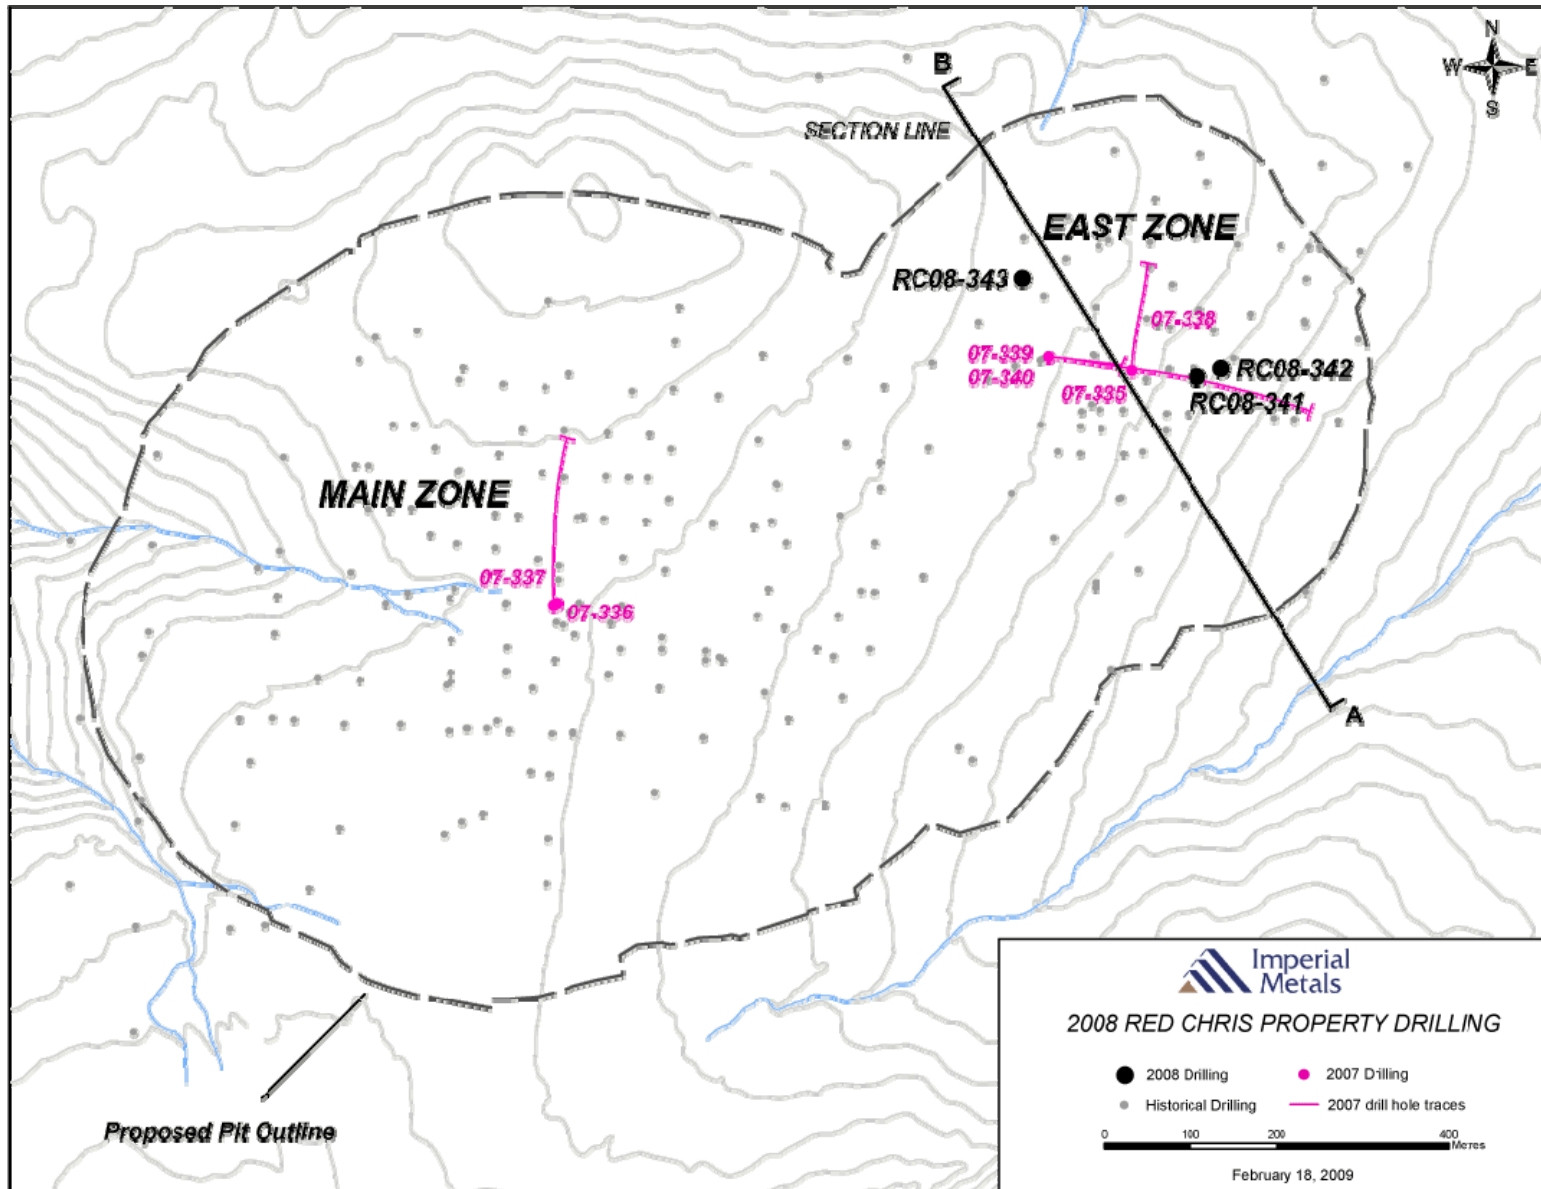 N
W E
S
B
SECTION LINE
EAST ZONE
RC08-343
07-338
07-339
07-340
07-335
RC08-342
RC08-341
MAIN ZONE
07-337
07-336
A
Proposed Pit Outline
Imperial
Metals
2008 RED CHRIS PROPERTY DRILLING
2008 Drilling
2007 Drilling
Historical Drilling
2007 drill hole traces
0 100 200 400
Metres
February 18, 2009